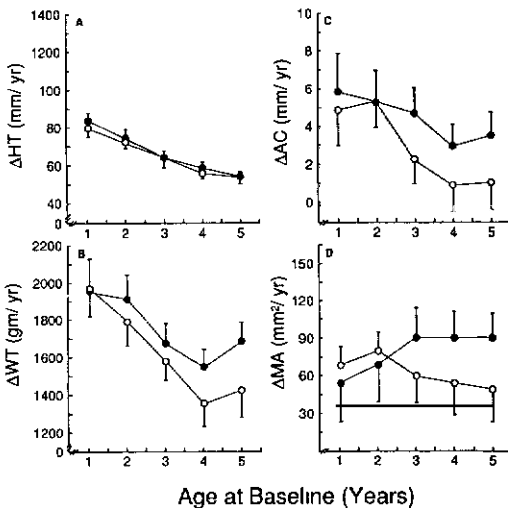 A
ΔHT (mm/ yr)
1400
80
60
40
0
1 2 3 4 5
B
ΔWT (gm/ yr)
2200
2000
1800
1600
1400
1200
1000
1 2 3 4 5
C
ΔAC (mm/ yr)
10
8
6
4
2
0
1 2 3 4 5
D
ΔMA (mm²/ yr)
150
120
90
60
30
1 2 3 4 5
Age at Baseline (Years)